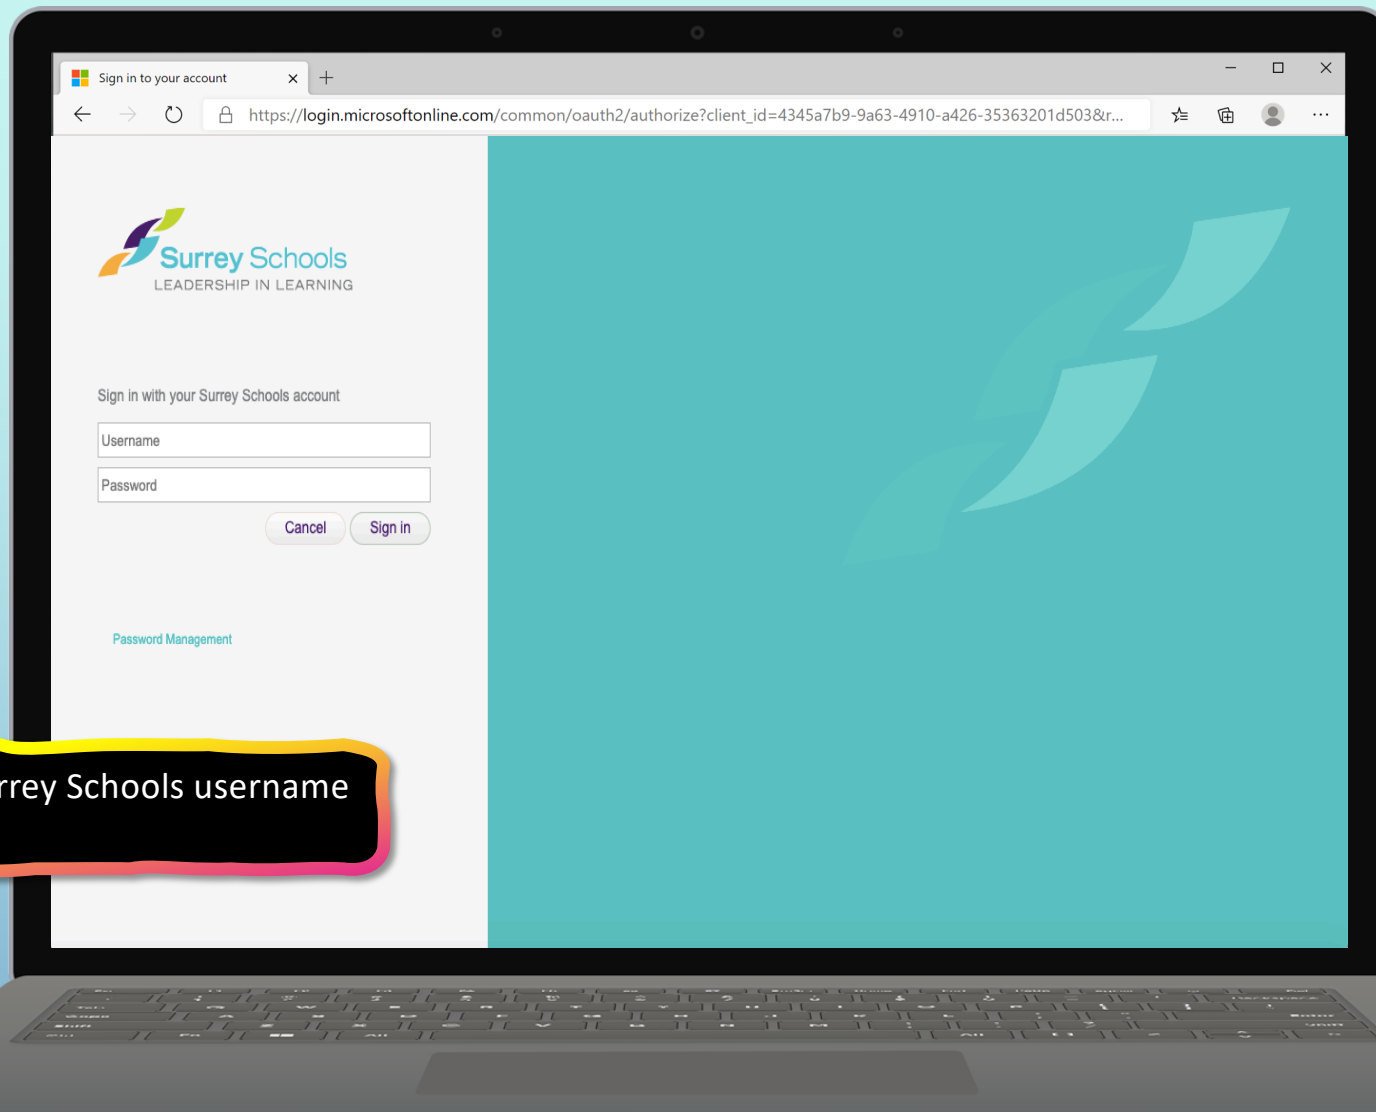 Sign in to your account
https://login.microsoftonline.com/common/oauth2/authorize?client_id=4345a7b9-9a63-4910-a426-35363201d503&r...
Surrey Schools
LEADERSHIP IN LEARNING
Sign in with your Surrey Schools account
Username
Password
Cancel Sign in
Password Management
rrey Schools username